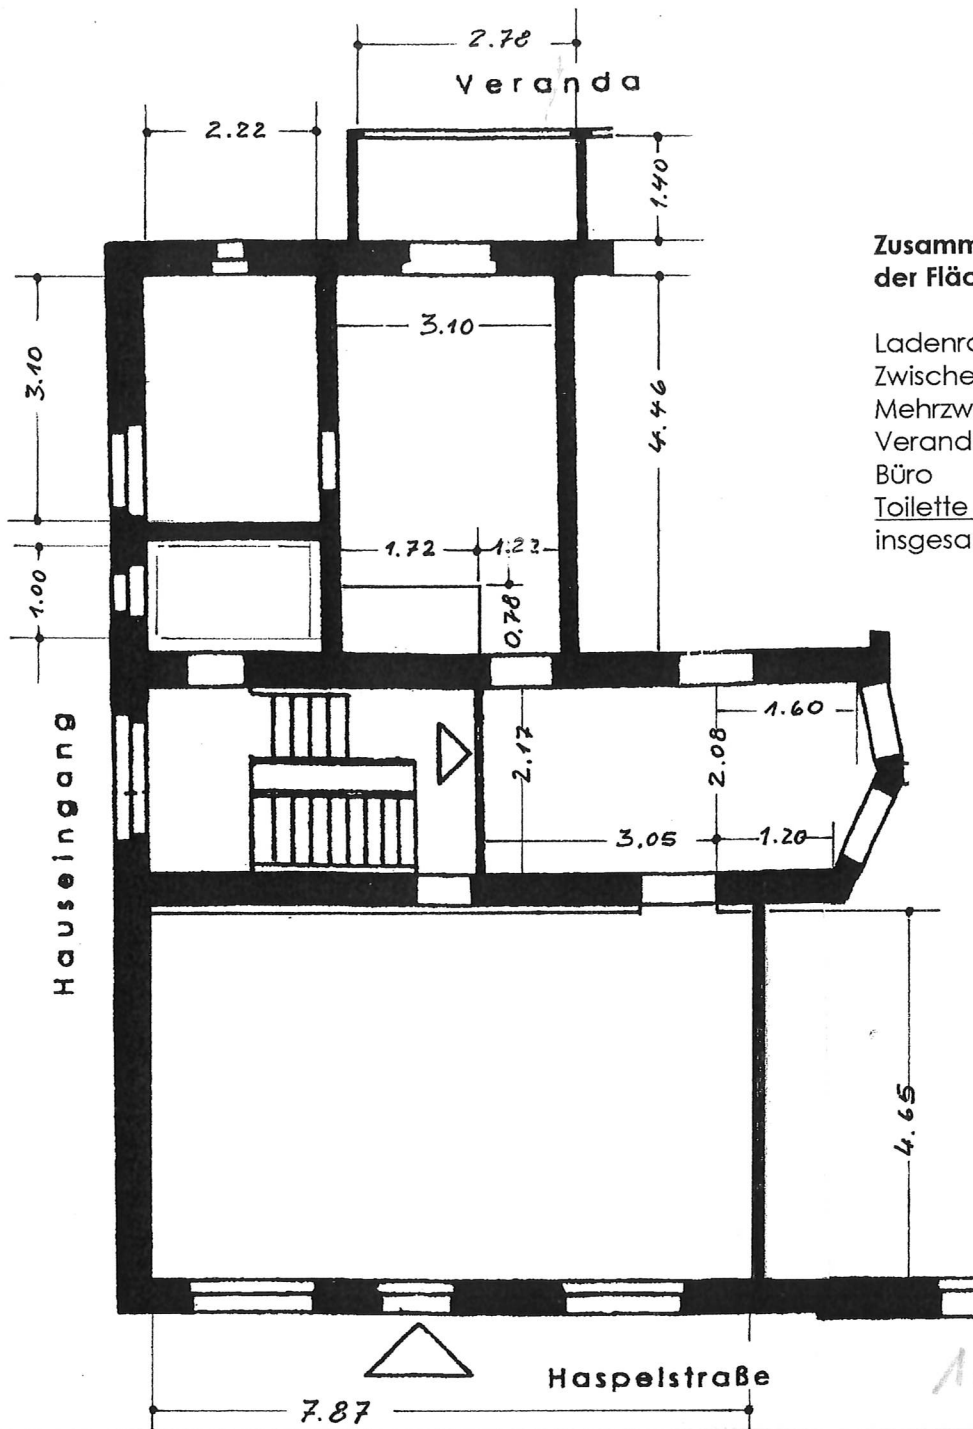 2.78
Veranda
2.22
1.40
Zusamm
der Fläc
3.10
3.10
4.46
Ladenra
Zwische
Mehrzw
Verand
Büro
Toilette
insgesa
1.72
1.00
0.78
Hauseingang
2.17
2.08
1.60
3.05
1.20
4.65
Haspelstraße
7.87
1